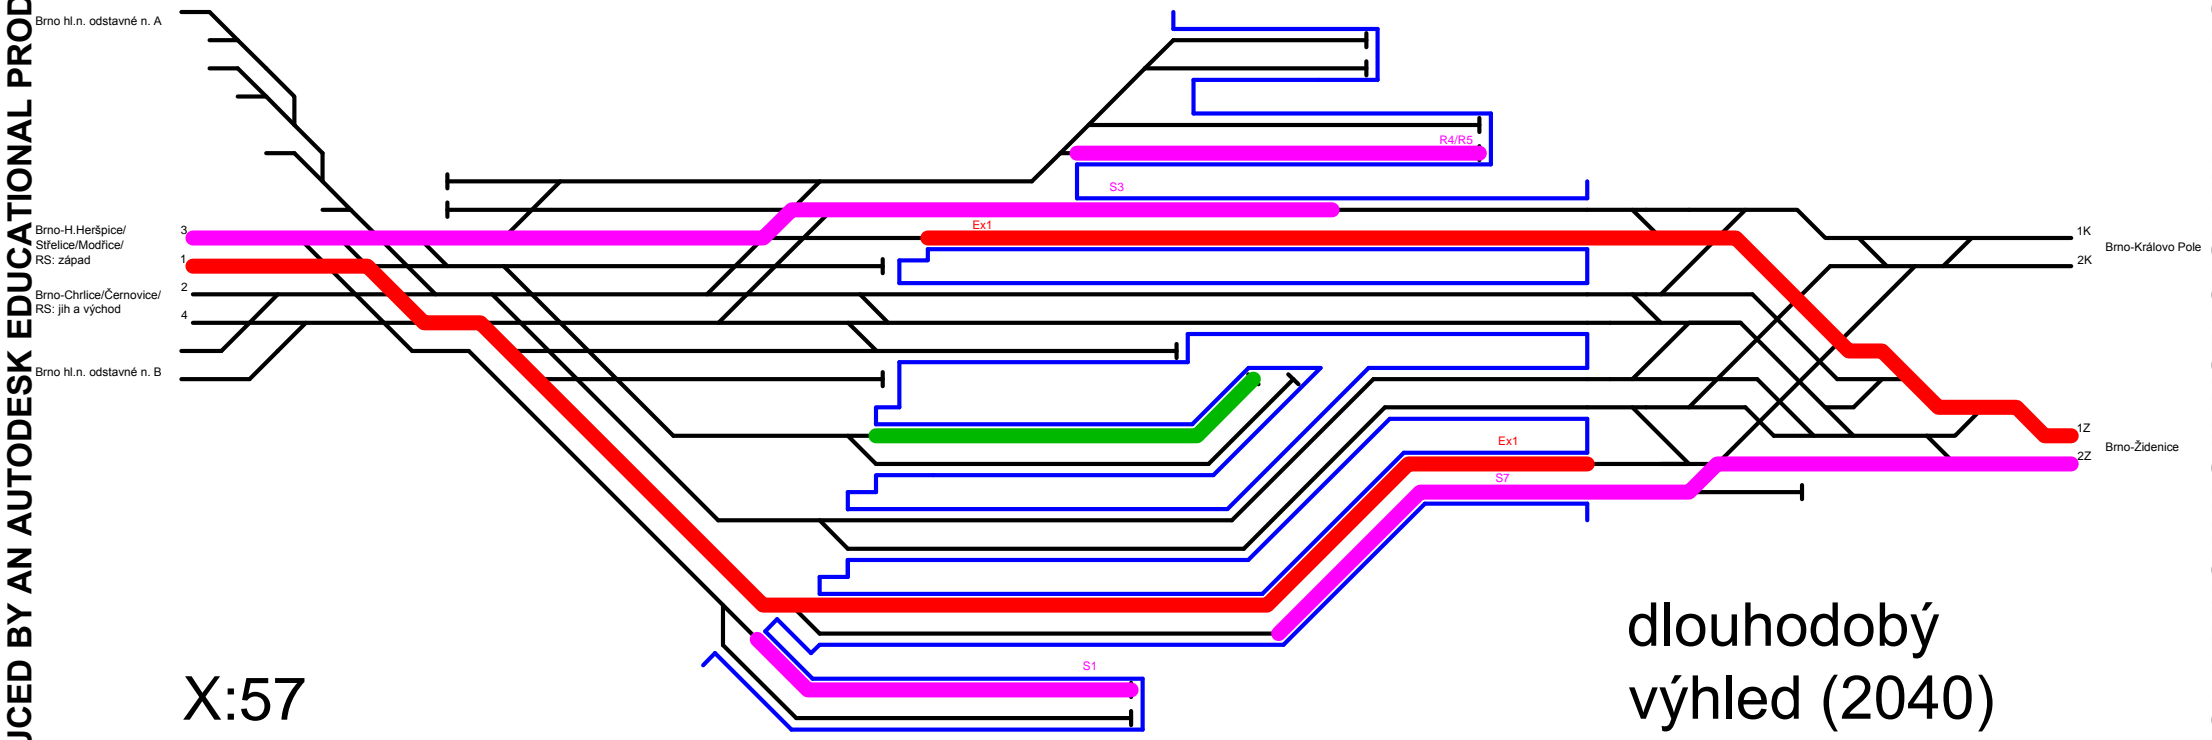 UCED BY AN AUTODESK EDUCATIONAL PROD
Brno hl.n. odstavné n. A
R4/R5
S3
Ex1
Brno-H.Heršpice/
Střelice/Modřice/
RS: západ
3
1
Brno-Chrlice/Černovice/
RS: jih a východ
2
4
Brno hl.n. odstavné n. B
1K
2K
Brno-Královo Pole
Ex1
S7
1Z
2Z
Brno-Židenice
S1
X:57
dlouhodobý
výhled (2040)